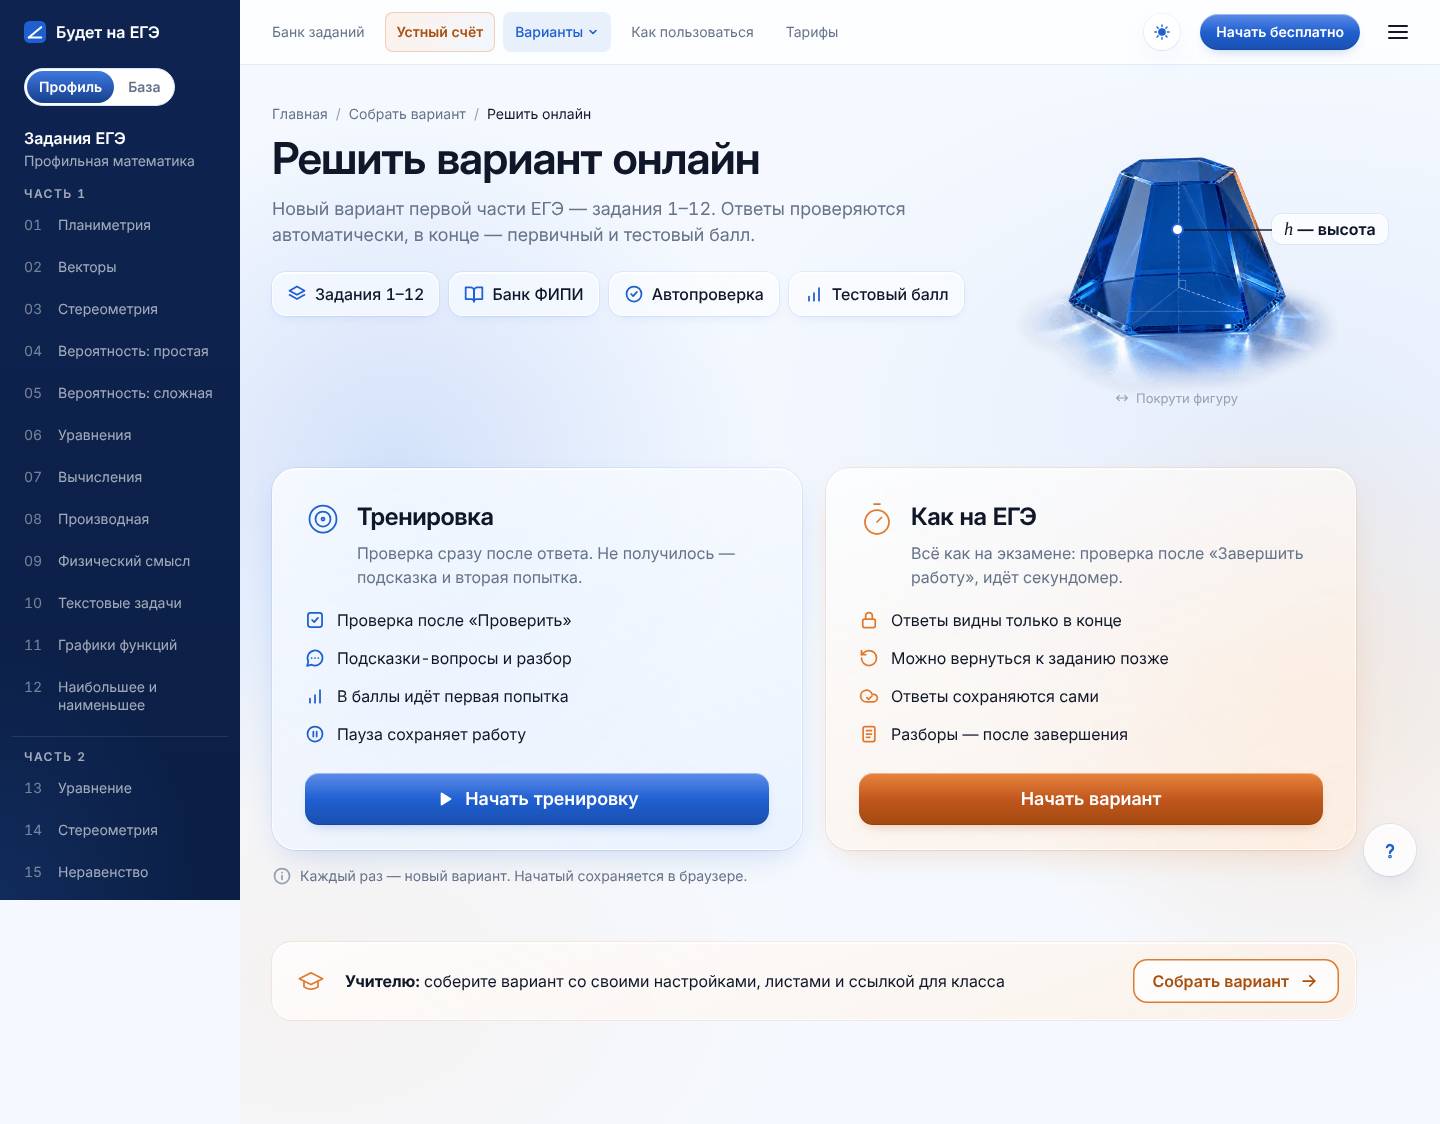 Будет на ЕГЭ
Профиль База
Задания ЕГЭ
Профильная математика
ЧАСТЬ 1
01 Планиметрия
02 Векторы
03 Стереометрия
04 Вероятность: простая
05 Вероятность: сложная
06 Уравнения
07 Вычисления
08 Производная
09 Физический смысл
10 Текстовые задачи
11 Графики функций
12 Наибольшее и
наименьшее
ЧАСТЬ 2
13 Уравнение
14 Стереометрия
15 Неравенство
Банк заданий Устный счёт Варианты Как пользоваться Тарифы Начать бесплатно
Главная / Собрать вариант / Решить онлайн
Решить вариант онлайн
Новый вариант первой части ЕГЭ — задания 1–12. Ответы проверяются
автоматически, в конце — первичный и тестовый балл.
Задания 1–12 Банк ФИПИ Автопроверка Тестовый балл
h — высота
↔ Покрути фигуру
Тренировка
Проверка сразу после ответа. Не получилось —
подсказка и вторая попытка.
Проверка после «Проверить»
Подсказки-вопросы и разбор
В баллы идёт первая попытка
Пауза сохраняет работу
Начать тренировку
Как на ЕГЭ
Всё как на экзамене: проверка после «Завершить
работу», идёт секундомер.
Ответы видны только в конце
Можно вернуться к заданию позже
Ответы сохраняются сами
Разборы — после завершения
Начать вариант
?
Каждый раз — новый вариант. Начатый сохраняется в браузере.
Учителю: соберите вариант со своими настройками, листами и ссылкой для класса
Собрать вариант →